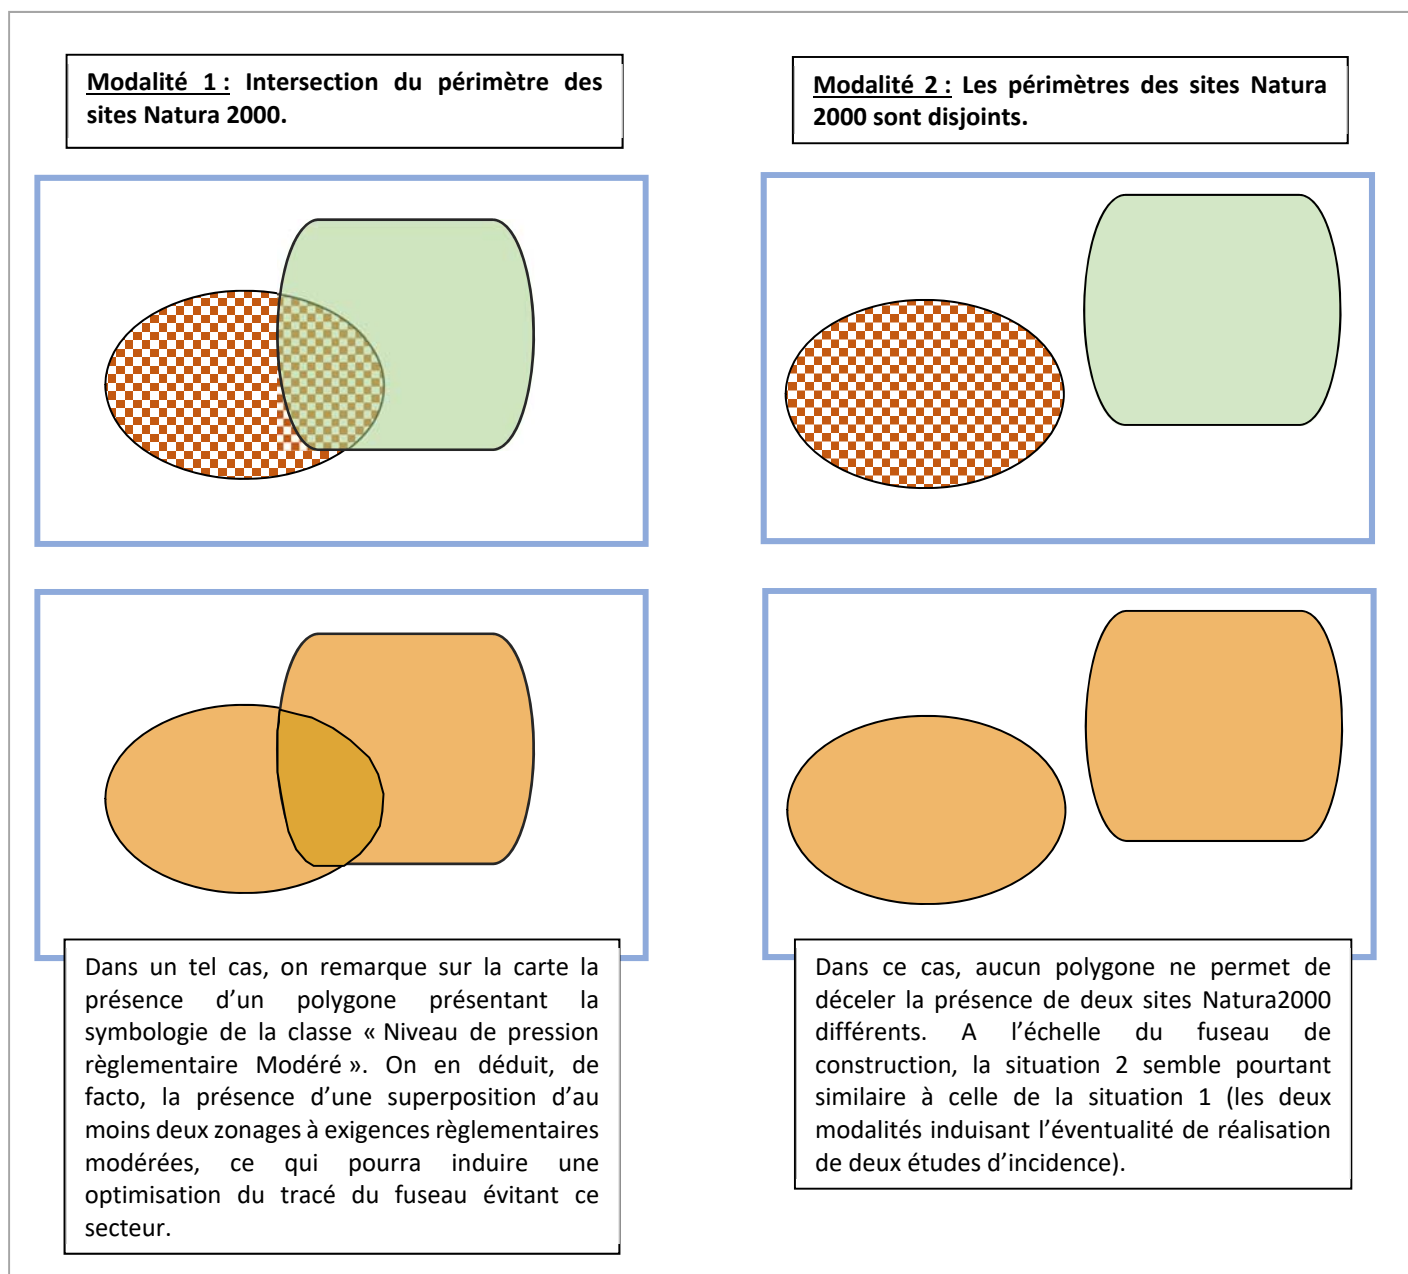 Modalité 1 : Intersection du périmètre des
sites Natura 2000.
Modalité 2 : Les périmètres des sites Natura
2000 sont disjoints.
Dans un tel cas, on remarque sur la carte la
présence d’un polygone présentant la
symbologie de la classe « Niveau de pression
règlementaire Modéré ». On en déduit, de
facto, la présence d’une superposition d’au
moins deux zonages à exigences règlementaires
modérées, ce qui pourra induire une
optimisation du tracé du fuseau évitant ce
secteur.
Dans ce cas, aucun polygone ne permet de
déceler la présence de deux sites Natura2000
différents. A l’échelle du fuseau de
construction, la situation 2 semble pourtant
similaire à celle de la situation 1 (les deux
modalités induisant l’éventualité de réalisation
de deux études d’incidence).